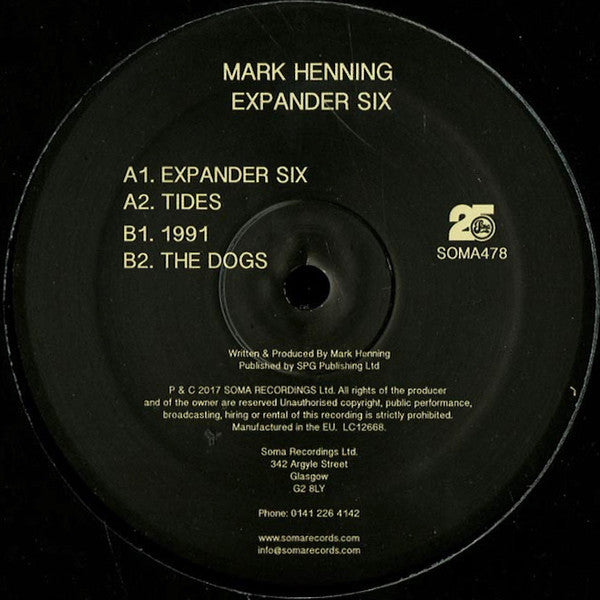 MARK HENNING
EXPANDER SIX
A1. EXPANDER SIX
A2. TIDES
B1. 1991
B2. THE DOGS
25
SOMA478
Written & Produced By Mark Henning
Published by SPG Publishing Ltd
P & C 2017 SOMA RECORDINGS Ltd. All rights of the producer
and of the owner are reserved Unauthorised copyright, public performance,
broadcasting, hiring or rental of this recording is strictly prohibited.
Manufactured in the EU. LC12668.
Soma Recordings Ltd.
342 Argyle Street
Glasgow
G2 8LY
Phone: 0141 226 4142
www.somarecords.com
info@somarecords.com